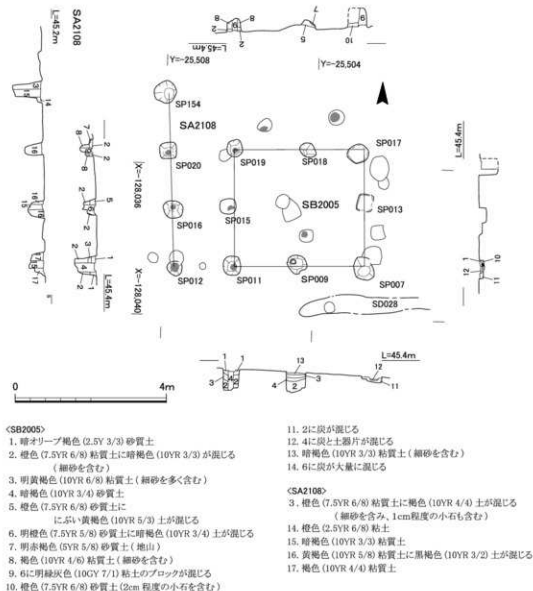 SA2108
L=45.2m
L=45.4m
Y=-25,508
Y=-25,504
SP154
SA2108
SP020
SP019
SP018
SP017
L=45.4m
X=-128,036
SB2005
SP013
SP016
SP015
X=-128,040
L=45.4m
SP012
SP011
SP009
SP007
SD028
L=45.4m
0
4m
<SB2005>
1. 暗オリーブ褐色 (2.5Y 3/3) 砂質土
2. 橙色 (7.5YR 6/8) 粘質土に暗褐色 (10YR 3/3) が混じる
(細砂を含む)
3. 明黄褐色 (10YR 6/8) 粘質土 (細砂を多く含む)
4. 暗褐色 (10YR 3/4) 砂質土
5. 橙色 (7.5YR 6/8) 砂質土に
にぶい黄褐色 (10YR 5/3) 土が混じる
6. 明橙色 (7.5YR 5/8) 砂質土に暗褐色 (10YR 3/4) 土が混じる
7. 明赤褐色 (5YR 5/8) 砂質土 (地山)
8. 褐色 (10YR 4/6) 粘質土 (細砂を含む)
9. 6に明緑灰色 (10GY 7/1) 粘土のブロックが混じる
10. 橙色 (7.5YR 6/8) 砂質土 (2cm 程度の小石を含む)
11. 2に炭が混じる
12. 4に炭と土器片が混じる
13. 暗褐色 (10YR 3/3) 粘質土 (細砂を含む)
14. 6に炭が大量に混じる
<SA2108>
3. 橙色 (7.5YR 6/8) 粘質土に褐色 (10YR 4/4) 土が混じる
(細砂を含み、1cm程度の小石も含む)
14. 橙色 (2.5YR 6/8) 粘土
15. 暗褐色 (10YR 3/3) 粘質土
16. 黄褐色 (10YR 5/8) 粘質土に黒褐色 (10YR 3/2) 土が混じる
17. 褐色 (10YR 4/4) 粘質土